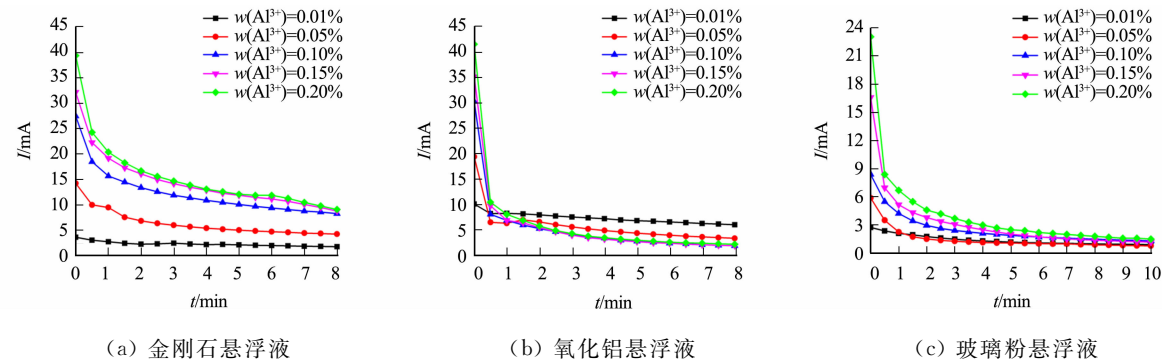 w(Al³⁺)=0.01%
w(Al³⁺)=0.05%
w(Al³⁺)=0.10%
w(Al³⁺)=0.15%
w(Al³⁺)=0.20%
45
40
35
30
25
20
15
10
5
0
I/mA
0 1 2 3 4 5 6 7 8
t/min
(a) 金刚石悬浮液
w(Al³⁺)=0.01%
w(Al³⁺)=0.05%
w(Al³⁺)=0.10%
w(Al³⁺)=0.15%
w(Al³⁺)=0.20%
45
40
35
30
25
20
15
10
5
0
I/mA
0 1 2 3 4 5 6 7 8
t/min
(b) 氧化铝悬浮液
w(Al³⁺)=0.01%
w(Al³⁺)=0.05%
w(Al³⁺)=0.10%
w(Al³⁺)=0.15%
w(Al³⁺)=0.20%
24
21
18
15
12
9
6
3
0
I/mA
0 1 2 3 4 5 6 7 8 9 10
t/min
(c) 玻璃粉悬浮液